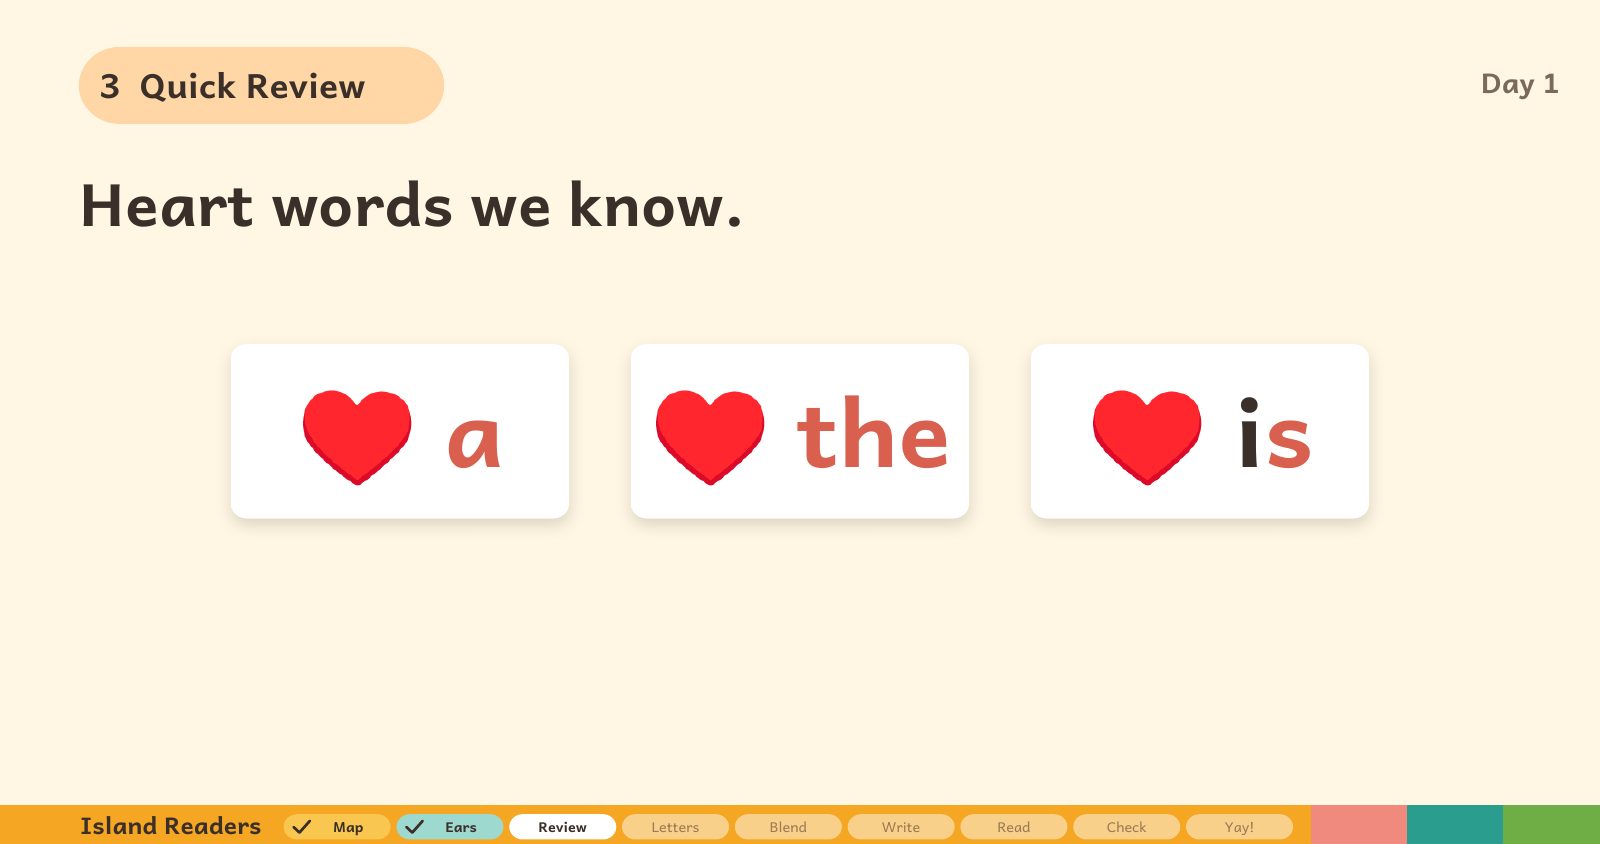 3 Quick Review
Day 1
Heart words we know.
a
the
is
Island Readers
Map
Ears
Review
Letters
Blend
Write
Read
Check
Yay!